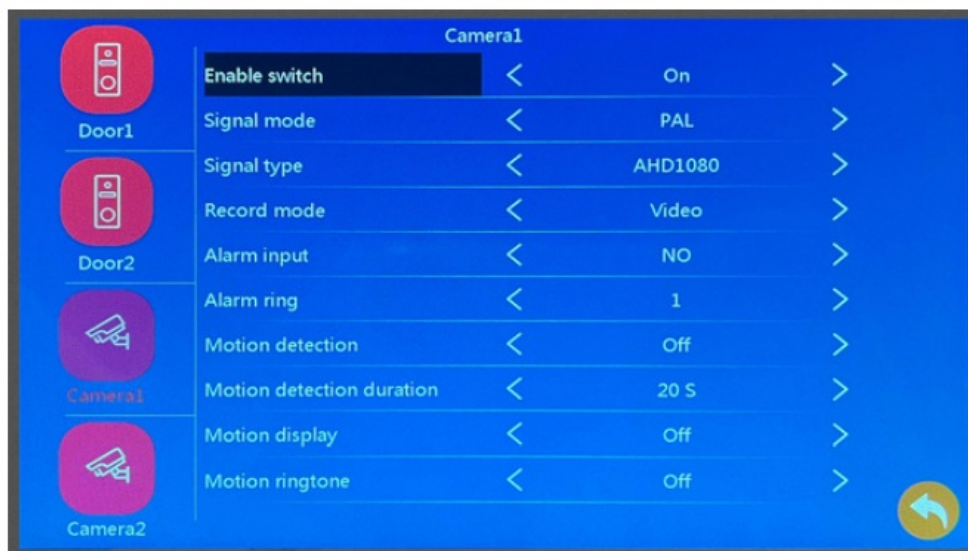 Camera1
Door1
Door2
Camera1
Camera2
Enable switch On
Signal mode PAL
Signal type AHD1080
Record mode Video
Alarm input NO
Alarm ring 1
Motion detection Off
Motion detection duration 20 S
Motion display Off
Motion ringtone Off